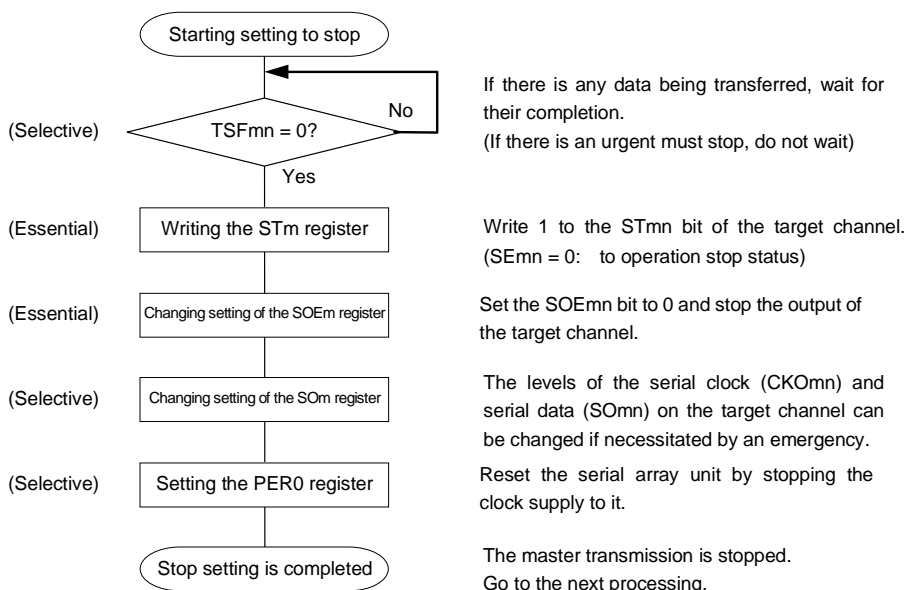 Starting setting to stop
No
If there is any data being transferred, wait for
their completion.
(If there is an urgent must stop, do not wait)
(Selective)
TSFmn = 0?
Yes
(Essential)
Writing the STm register
Write 1 to the STmn bit of the target channel.
(SEmn = 0: to operation stop status)
(Essential)
Changing setting of the SOEm register
Set the SOEmn bit to 0 and stop the output of
the target channel.
(Selective)
Changing setting of the SOm register
The levels of the serial clock (CKOmn) and
serial data (SOmn) on the target channel can
be changed if necessitated by an emergency.
(Selective)
Setting the PER0 register
Reset the serial array unit by stopping the
clock supply to it.
Stop setting is completed
The master transmission is stopped.
Go to the next processing.